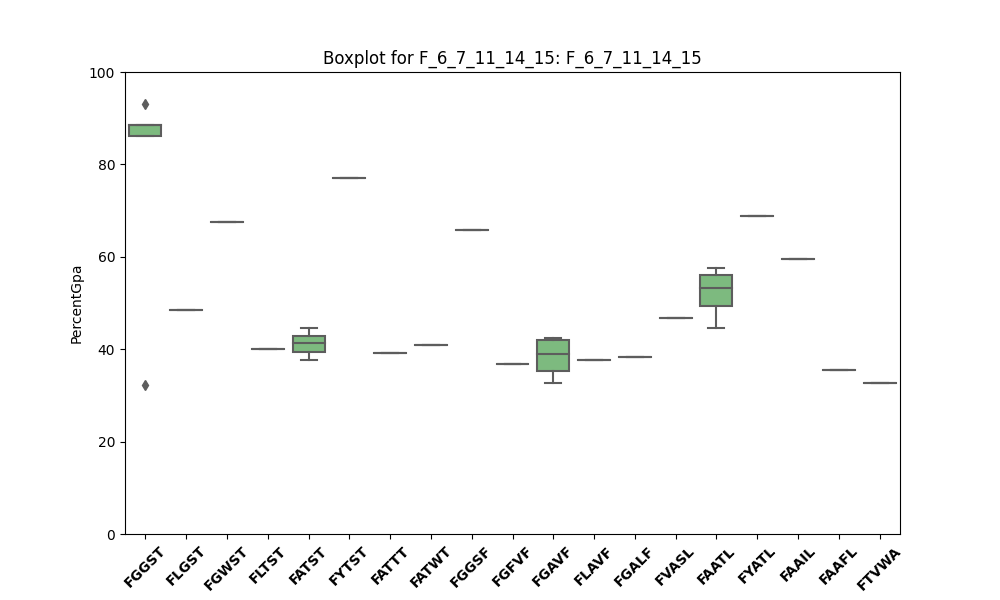 Boxplot for F_6_7_11_14_15: F_6_7_11_14_15
PercentGpa
100
80
60
40
20
0
FGGST
FLGST
FGWST
FLTST
FATST
FYTST
FATTT
FATWT
FGGSF
FGFVF
FGAVF
FLAVF
FGALF
FVASL
FAATL
FYATL
FAAIL
FAAFL
FTVWA